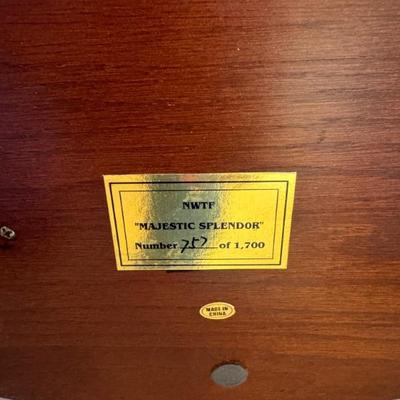 NWTF
"MAJESTIC SPLENDOR"
Number 757 of 1,700
MADE IN
CHINA